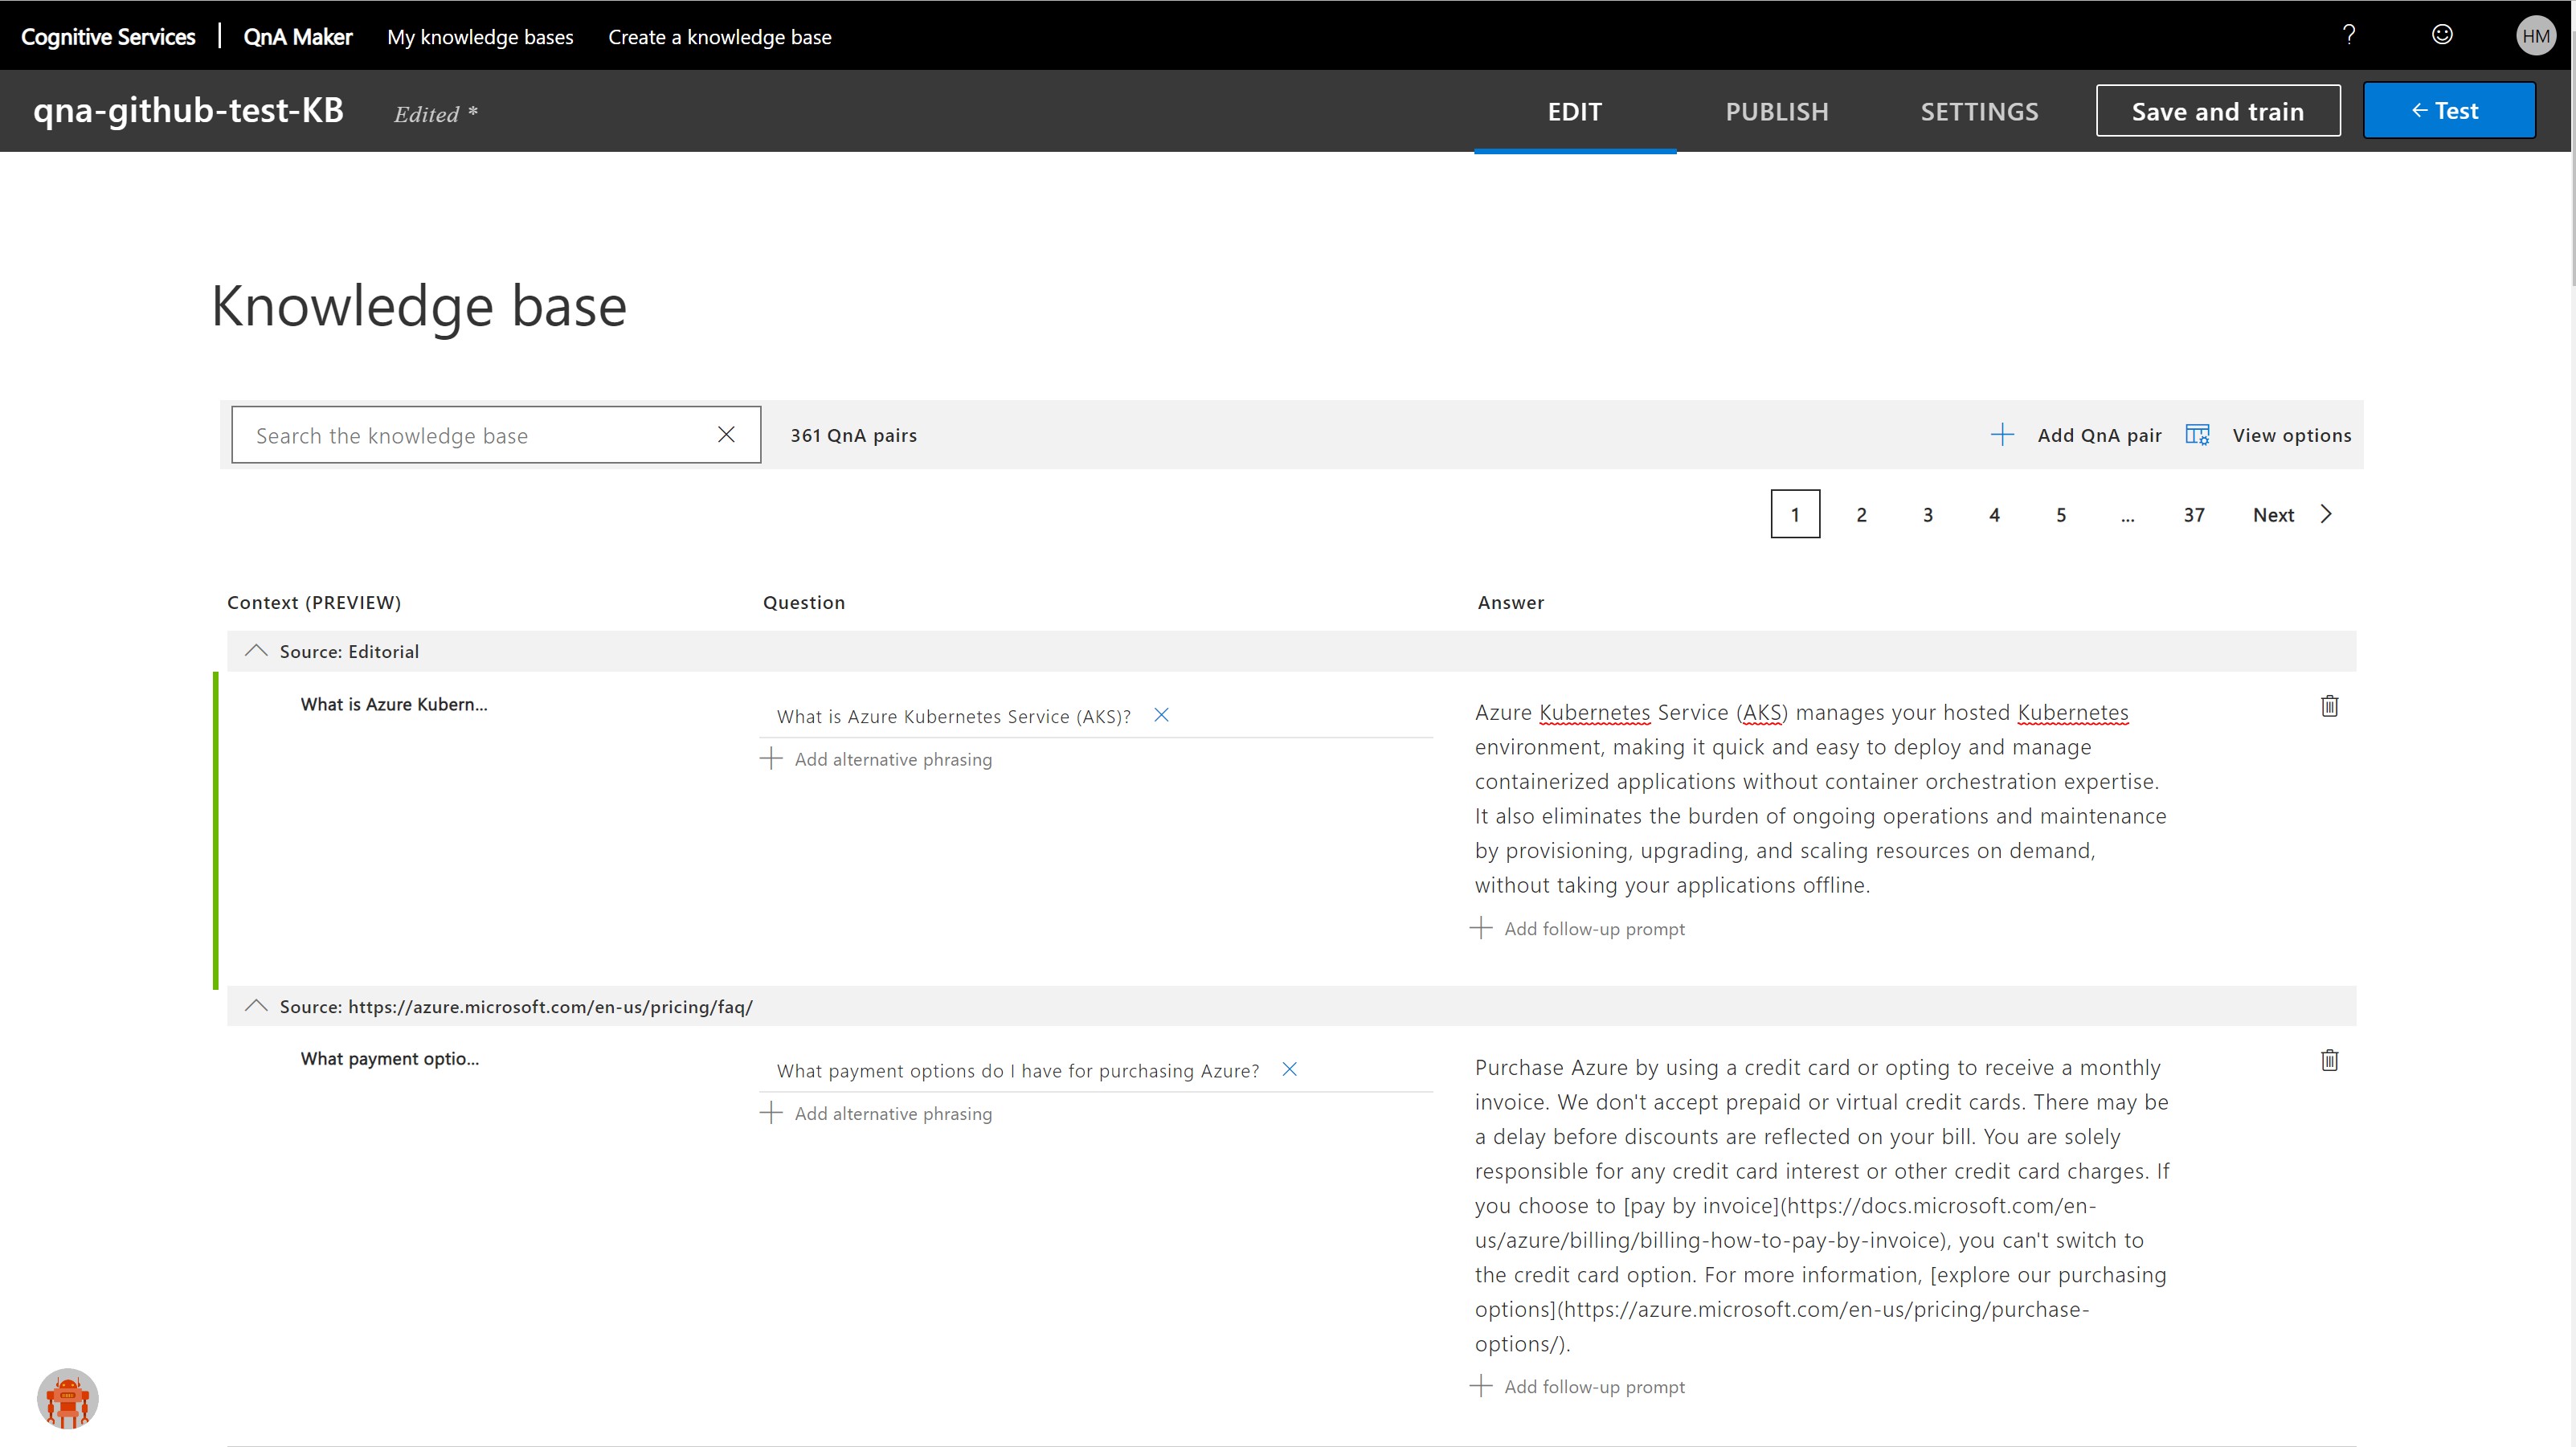 Cognitive Services | QnA Maker My knowledge bases Create a knowledge base ? HM
qna-github-test-KB Edited * EDIT PUBLISH SETTINGS Save and train ← Test
Knowledge base
Search the knowledge base 361 QnA pairs Add QnA pair View options
1 2 3 4 5 ... 37 Next
Context (PREVIEW) Question Answer
Source: Editorial
What is Azure Kubern...
What is Azure Kubernetes Service (AKS)?
Add alternative phrasing
Azure Kubernetes Service (AKS) manages your hosted Kubernetes
environment, making it quick and easy to deploy and manage
containerized applications without container orchestration expertise.
It also eliminates the burden of ongoing operations and maintenance
by provisioning, upgrading, and scaling resources on demand,
without taking your applications offline.
Add follow-up prompt
Source: https://azure.microsoft.com/en-us/pricing/faq/
What payment optio...
What payment options do I have for purchasing Azure?
Add alternative phrasing
Purchase Azure by using a credit card or opting to receive a monthly
invoice. We don't accept prepaid or virtual credit cards. There may be
a delay before discounts are reflected on your bill. You are solely
responsible for any credit card interest or other credit card charges. If
you choose to [pay by invoice](https://docs.microsoft.com/en-
us/azure/billing/billing-how-to-pay-by-invoice), you can't switch to
the credit card option. For more information, [explore our purchasing
options](https://azure.microsoft.com/en-us/pricing/purchase-
options/).
Add follow-up prompt